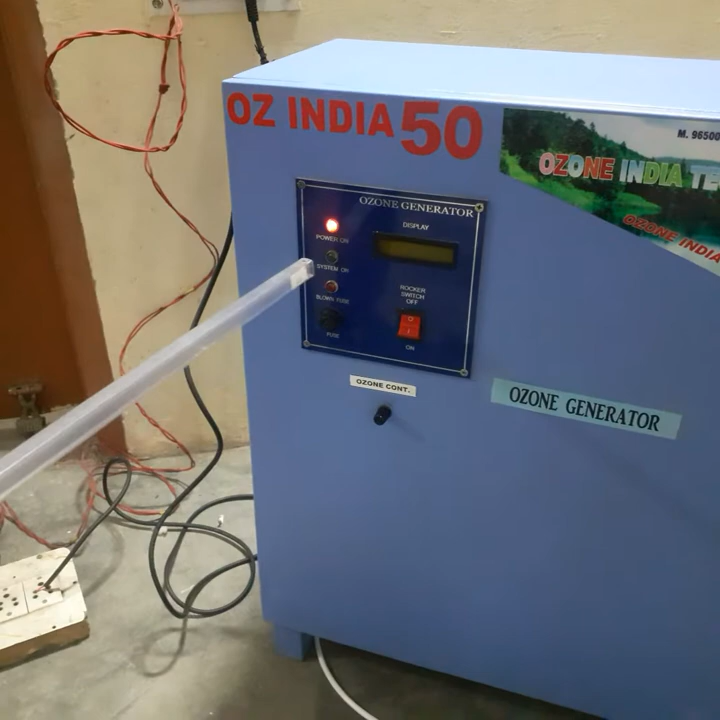 OZ INDIA 50
M. 96500
OZONE INDIA TE
OZONE INDIA
OZONE GENERATOR
DISPLAY
POWER ON
SYSTEM ON
BLOWN FUSE
FUSE
ROCKER
SWITCH
OFF
ON
OZONE CONT.
OZONE GENERATOR